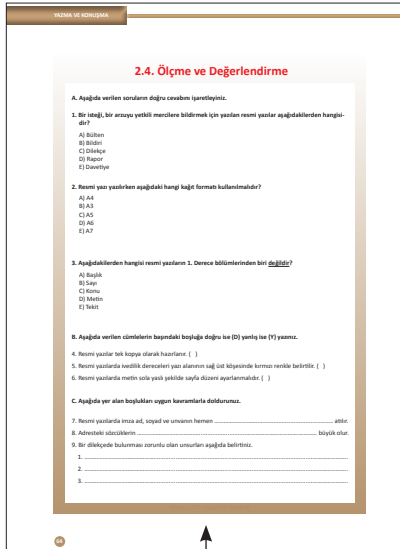 YAZMA VE KONUŞMA
2.4. Ölçme ve Değerlendirme
A. Aşağıda verilen soruların doğru cevabını işaretleyiniz.
1. Bir isteği, bir arzuyu yetkili mercilere bildirmek için yazılan resmi yazılar aşağıdakilerden hangisi-
dir?
A) Bülten
B) Bildiri
C) Dilekçe
D) Rapor
E) Davetiye
2. Resmi yazı yazılırken aşağıdaki hangi kağıt formatı kullanılmalıdır?
A) A4
B) A3
C) A5
D) A6
E) A7
3. Aşağıdakilerden hangisi resmi yazıların 1. Derece bölümlerinden biri değildir?
A) Başlık
B) Sayı
C) Konu
D) Metin
E) Tekit
B. Aşağıda verilen cümlelerin başındaki boşluğa doğru ise (D) yanlış ise (Y) yazınız.
4. Resmi yazılar tek kopya olarak hazırlanır. ( )
5. Resmi yazılarda ivedilik dereceleri yazı alanının sağ üst köşesinde kırmızı renkle belirtilir. ( )
6. Resmi yazılarda metin sola yaslı şekilde sayfa düzeni ayarlanmalıdır. ( )
C. Aşağıda yer alan boşlukları uygun kavramlarla doldurunuz.
7. Resmi yazılarda imza ad, soyad ve unvanın hemen ........................................ atılır.
8. Adresteki sözcüklerin ............................................................ büyük olur.
9. Bir dilekçede bulunması zorunlu olan unsurları aşağıda belirtiniz.
1. ................................................................................
2. ................................................................................
3. ................................................................................
64